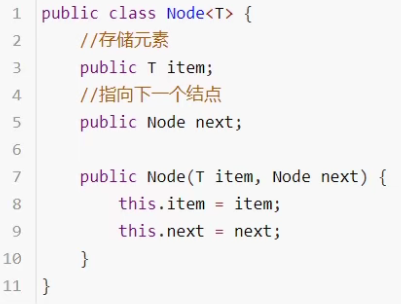 1 public class Node<T> {
2     //存储元素
3     public T item;
4     //指向下一个结点
5     public Node next;
6
7     public Node(T item, Node next) {
8         this.item = item;
9         this.next = next;
10     }
11 }